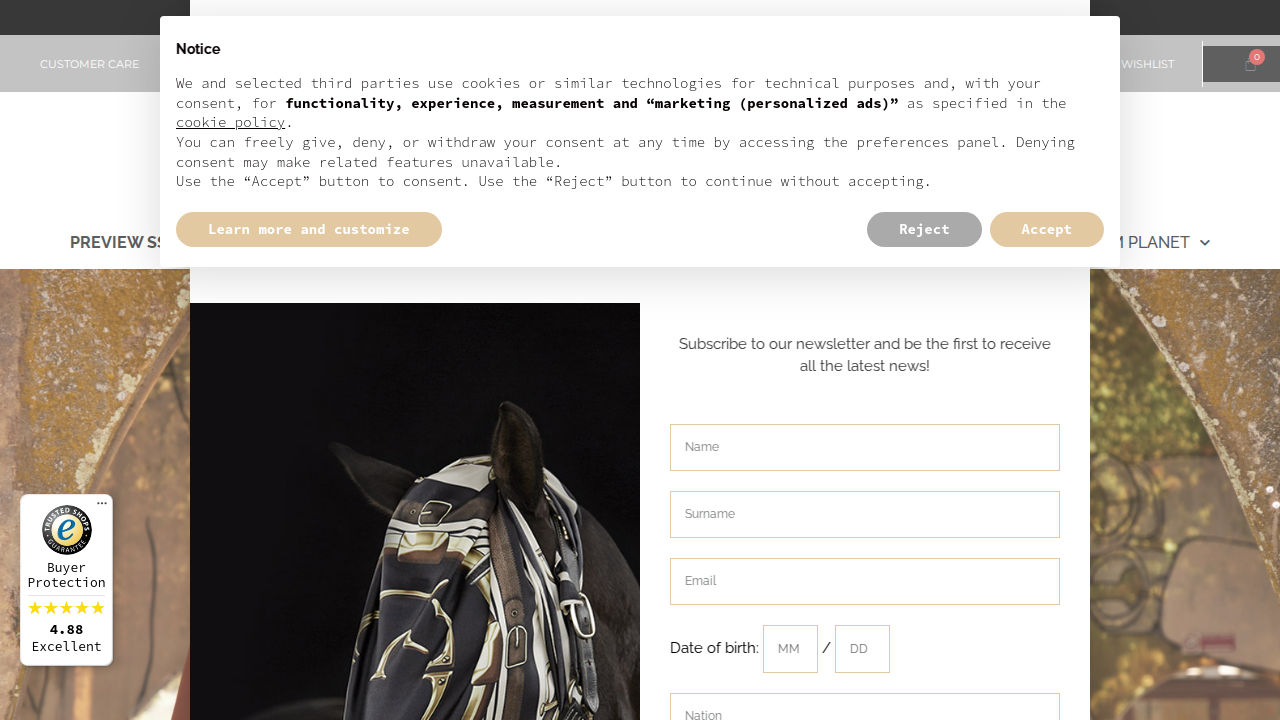 CUSTOMER CARE
WISHLIST
0
Notice
We and selected third parties use cookies or similar technologies for technical purposes and, with your
consent, for functionality, experience, measurement and “marketing (personalized ads)” as specified in the
cookie policy.
You can freely give, deny, or withdraw your consent at any time by accessing the preferences panel. Denying
consent may make related features unavailable.
Use the “Accept” button to consent. Use the “Reject” button to continue without accepting.
Learn more and customize
Reject
Accept
PREVIEW SS
M PLANET
Subscribe to our newsletter and be the first to receive
all the latest news!
Name
Surname
Email
Date of birth: MM / DD
Nation
TRUSTED SHOPS
GUARANTEE
e
Buyer
Protection
4.88
Excellent